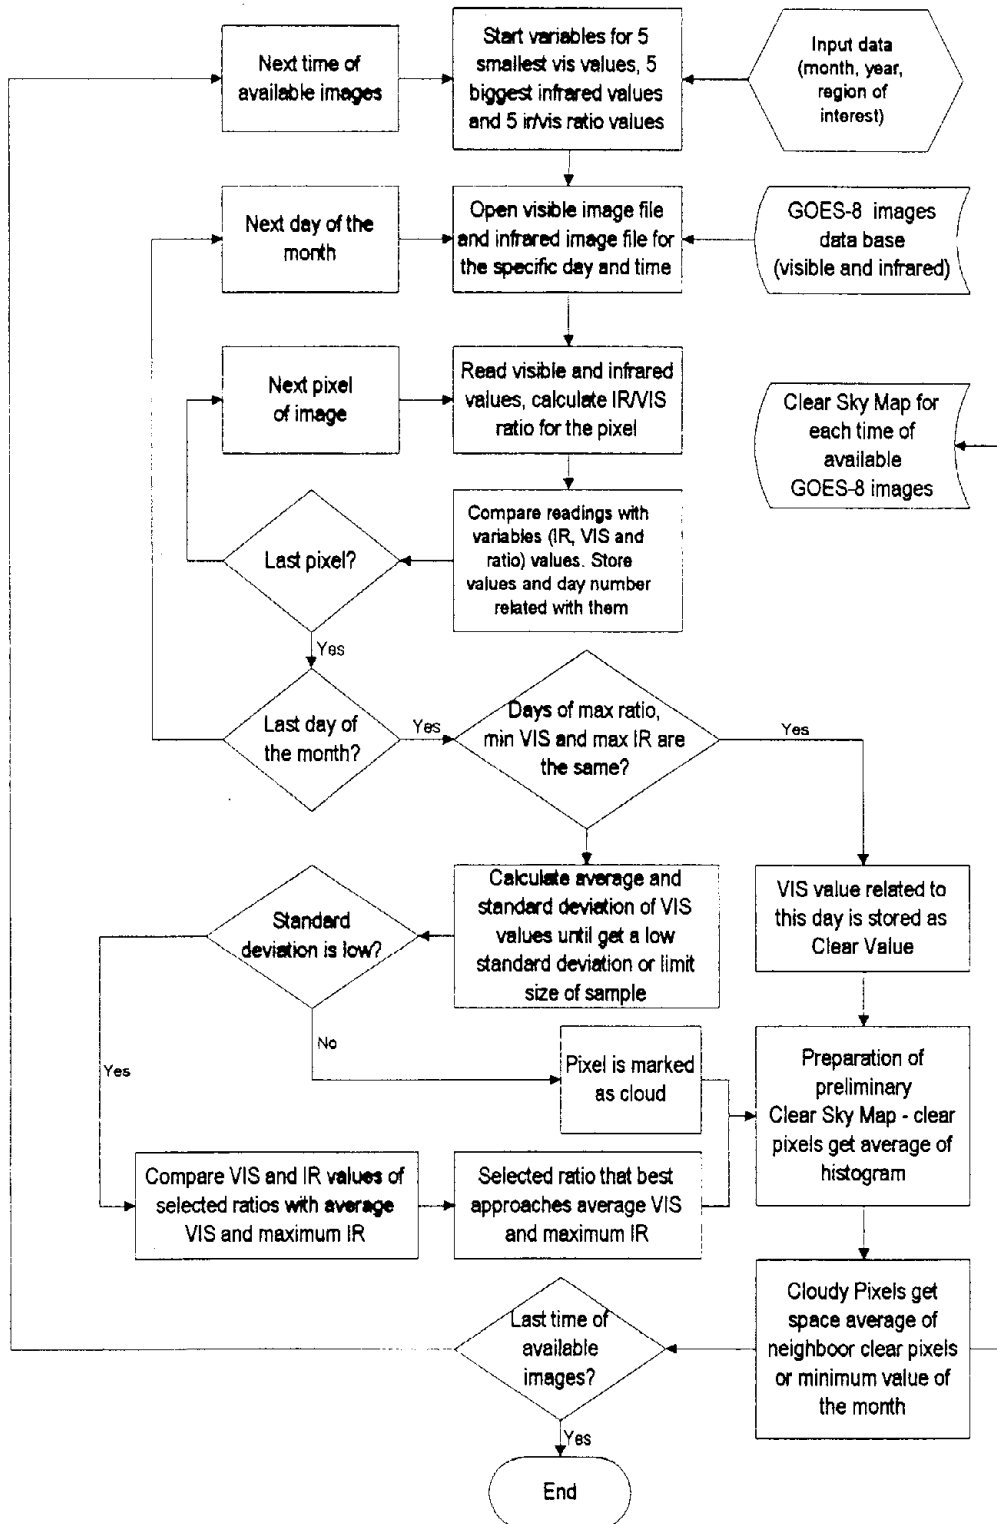 Next time of
available images
Start variables for 5
smallest vis values, 5
biggest infrared values
and 5 ir/vis ratio values
Input data
(month, year,
region of
interest)
Next day of the
month
Open visible image file
and infrared image file for
the specific day and time
GOES-8 images
data base
(visible and infrared)
Next pixel
of image
Read visible and infrared
values, calculate IR/VIS
ratio for the pixel
Clear Sky Map for
each time of
available
GOES-8 images
Last pixel?
Compare readings with
variables (IR, VIS and
ratio) values. Store
values and day number
related with them
Yes
Last day of
the month?
Yes
Days of max ratio,
min VIS and max IR are
the same?
Yes
Standard
deviation is low?
Calculate average and
standard deviation of VIS
values until get a low
standard deviation or limit
size of sample
VIS value related to
this day is stored as
Clear Value
No
Yes
Pixel is marked
as cloud
Preparation of
preliminary
Clear Sky Map - clear
pixels get average of
histogram
Compare VIS and IR values of
selected ratios with average
VIS and maximum IR
Selected ratio that best
approaches average VIS
and maximum IR
Last time of
available
images?
Cloudy Pixels get
space average of
neighboor clear pixels
or minimum value of
the month
Yes
End